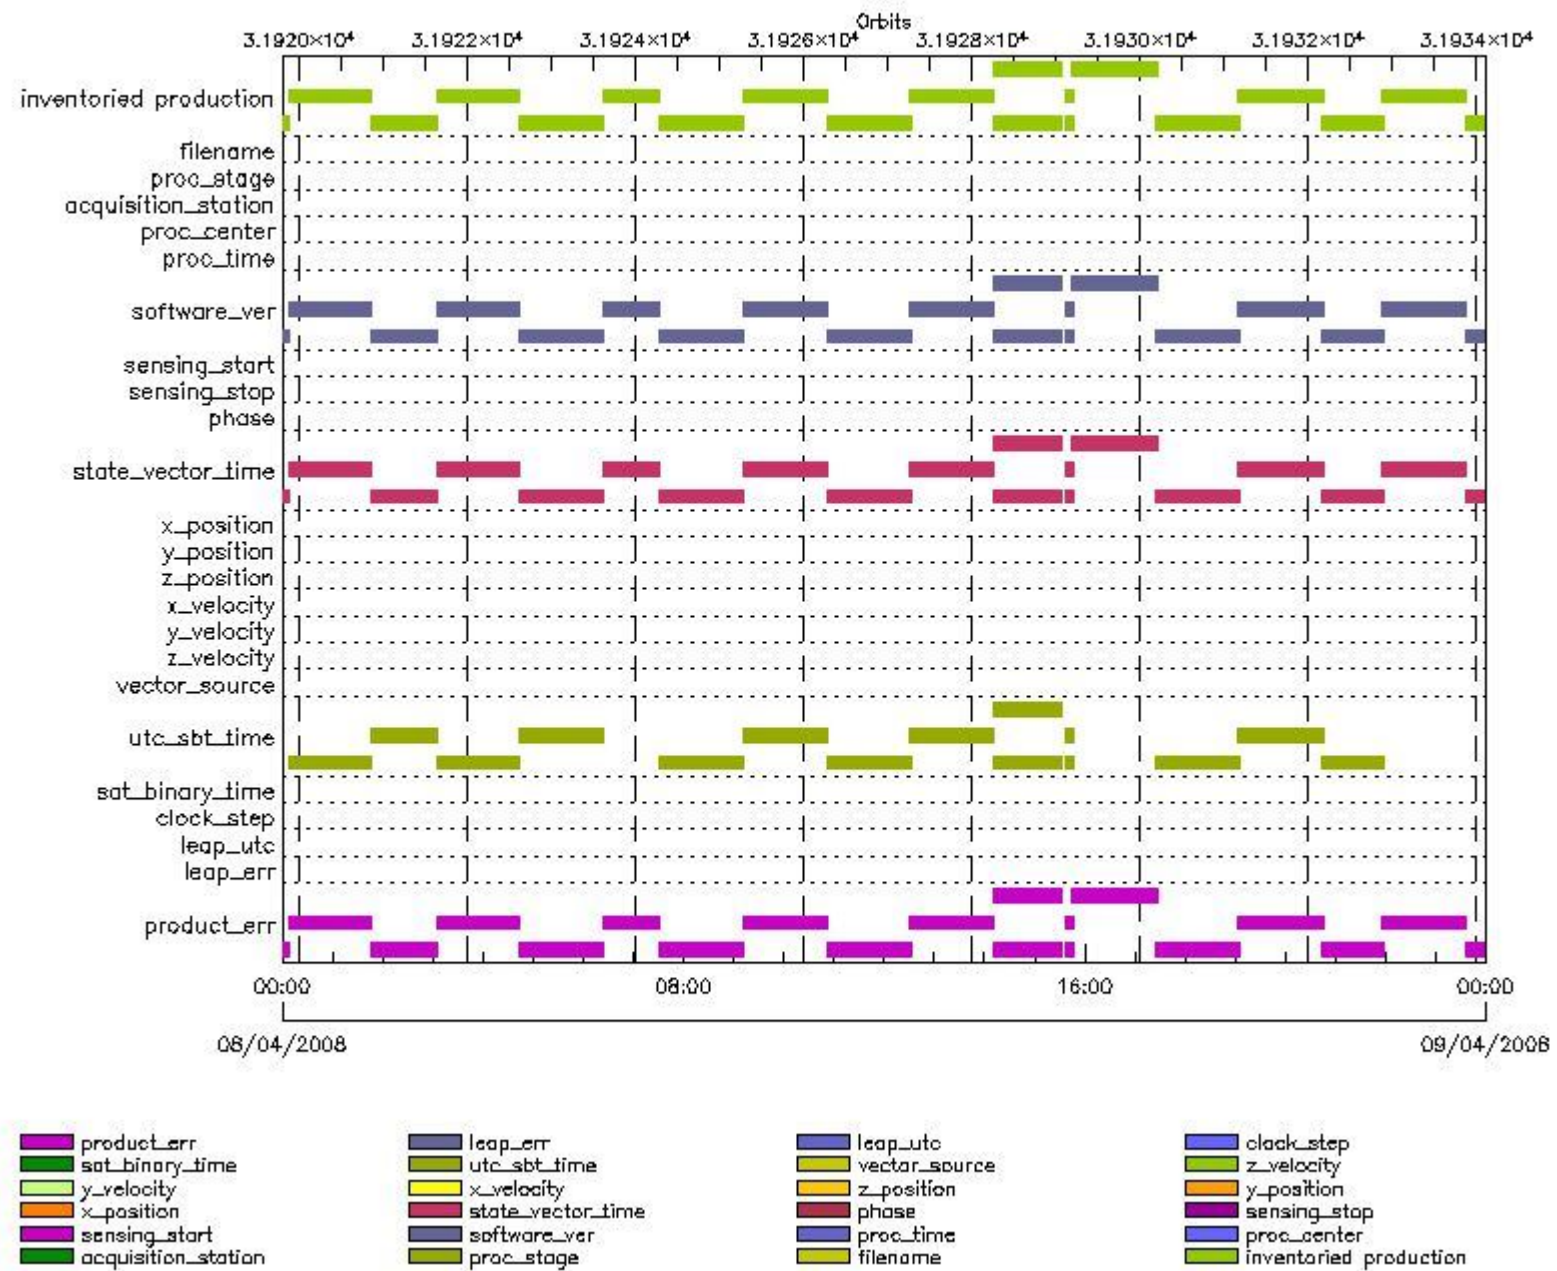 Orbits
3.1920×10⁴ 3.1922×10⁴ 3.1924×10⁴ 3.1926×10⁴ 3.1928×10⁴ 3.1930×10⁴ 3.1932×10⁴ 3.1934×10⁴
inventoried production
filename
proc_stage
acquisition_station
proc_center
proc_time
software_ver
sensing_start
sensing_stop
phase
state_vector_time
x_position
y_position
z_position
x_velocity
y_velocity
z_velocity
vector_source
utc_sbt_time
sat_binary_time
clock_step
leap_utc
leap_err
product_err
00:00 08:00 16:00 00:00
08/04/2008 09/04/2008
product_err leap_err leap_utc clock_step
sat_binary_time utc_sbt_time vector_source z_velocity
y_velocity x_velocity z_position y_position
x_position state_vector_time phase sensing_stop
sensing_start software_ver proc_time proc_center
acquisition_station proc_stage filename inventoried production